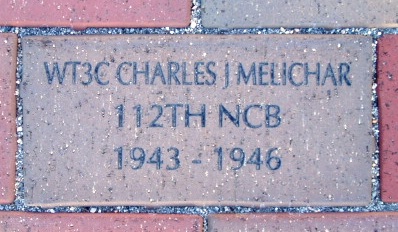 WT3C CHARLES J MELICHAR
112TH NCB
1943 - 1946